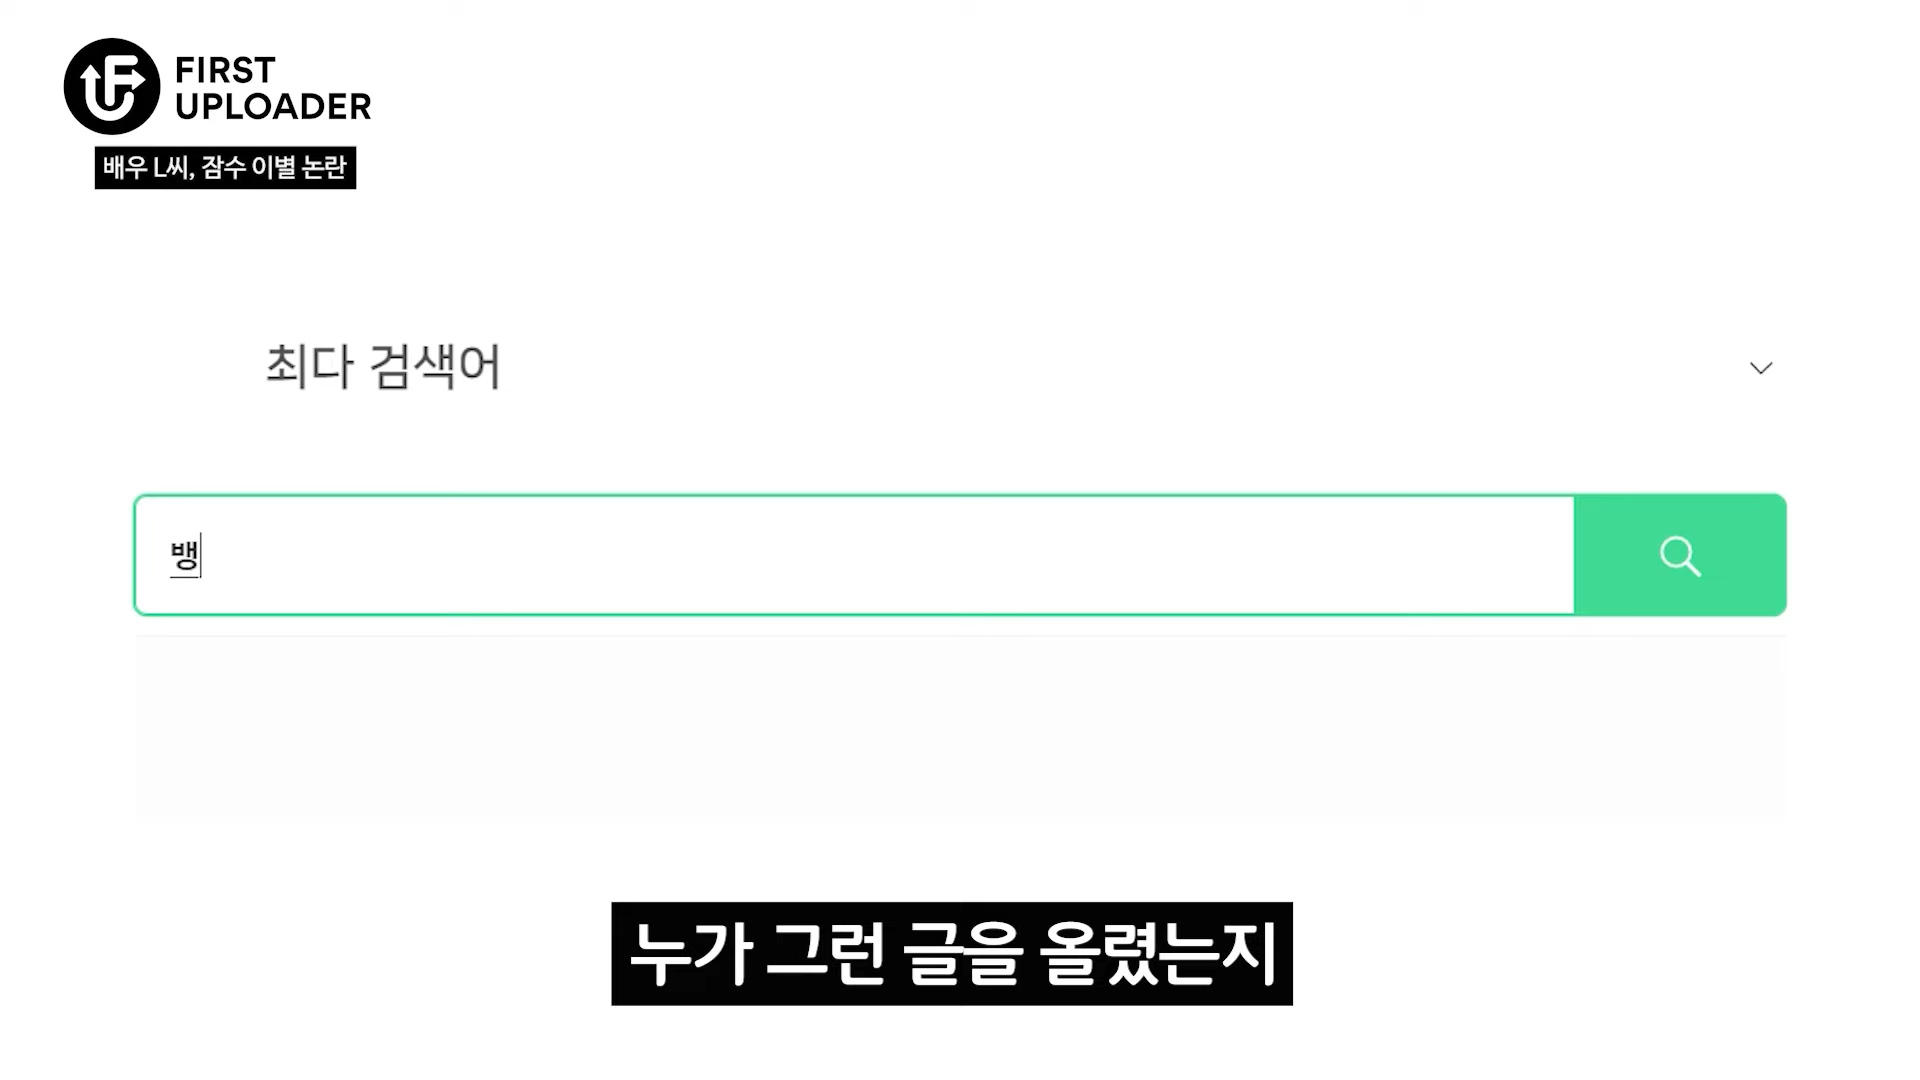 FIRST
UPLOADER
배우 L씨, 잠수 이별 논란
최다 검색어
뱅
누가 그런 글을 올렸는지